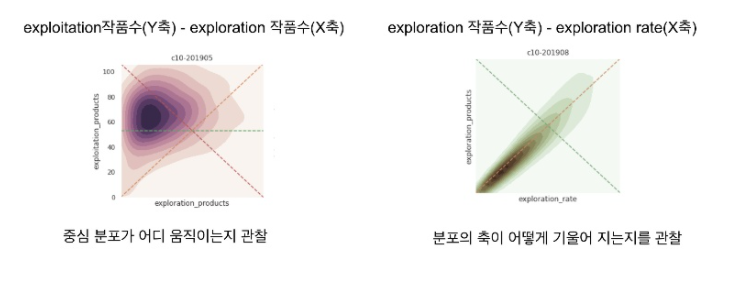 exploitation작품수(Y축) - exploration 작품수(X축)
c10-201905
100
80
60
40
20
0
exploitation_products
exploration_products
중심 분포가 어디 움직이는지 관찰
exploration 작품수(Y축) - exploration rate(X축)
c10-201908
exploration_products
exploration_rate
분포의 축이 어떻게 기울어 지는지를 관찰